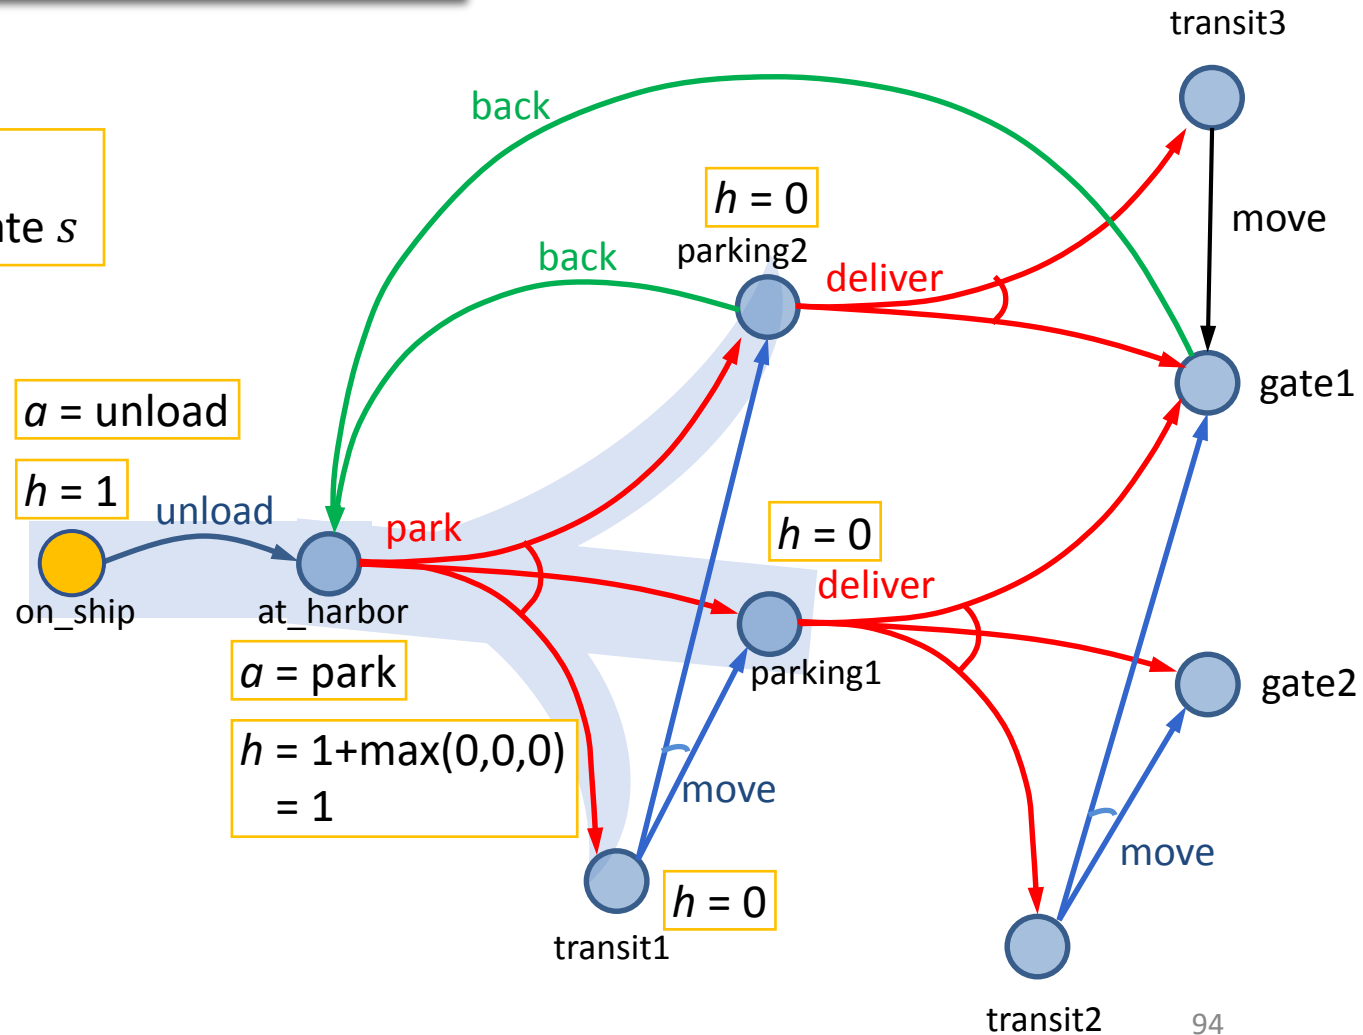 transit3
back
ate s
h = 0
move
parking2
back
deliver
a = unload
gate1
h = 1
unload
park
h = 0
deliver
on_ship
at_harbor
a = park
parking1
gate2
h = 1+max(0,0,0)
= 1
move
move
h = 0
transit1
transit2
94